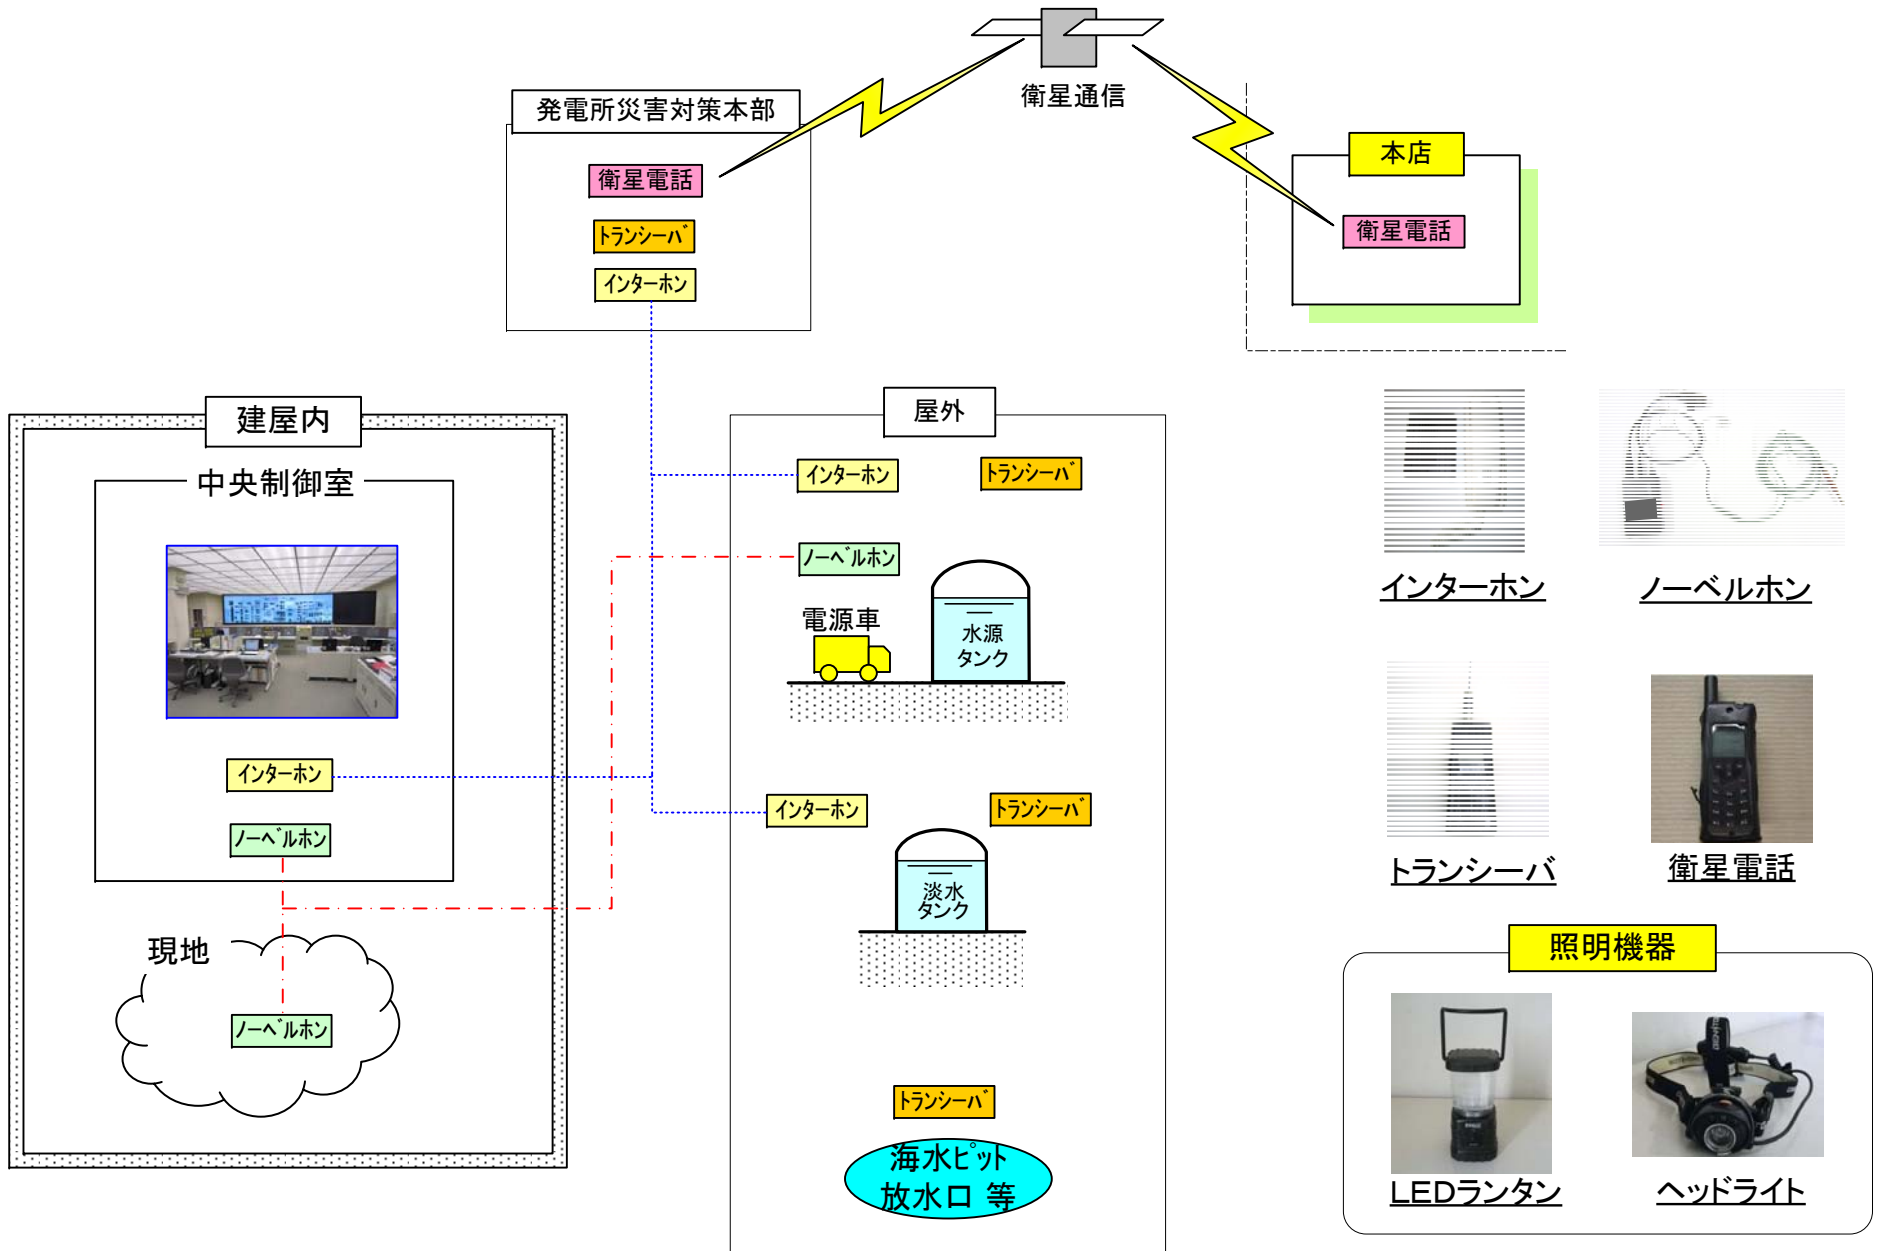 衛星通信
発電所災害対策本部
衛星電話
トランシーバ
インターホン
本店
衛星電話
建屋内
中央制御室
インターホン
ノーベルホン
現地
ノーベルホン
屋外
インターホン
トランシーバ
ノーベルホン
電源車
水源
タンク
インターホン
トランシーバ
淡水
タンク
トランシーバ
海水ピット
放水口 等
インターホン
ノーベルホン
トランシーバ
衛星電話
照明機器
LEDランタン
ヘッドライト